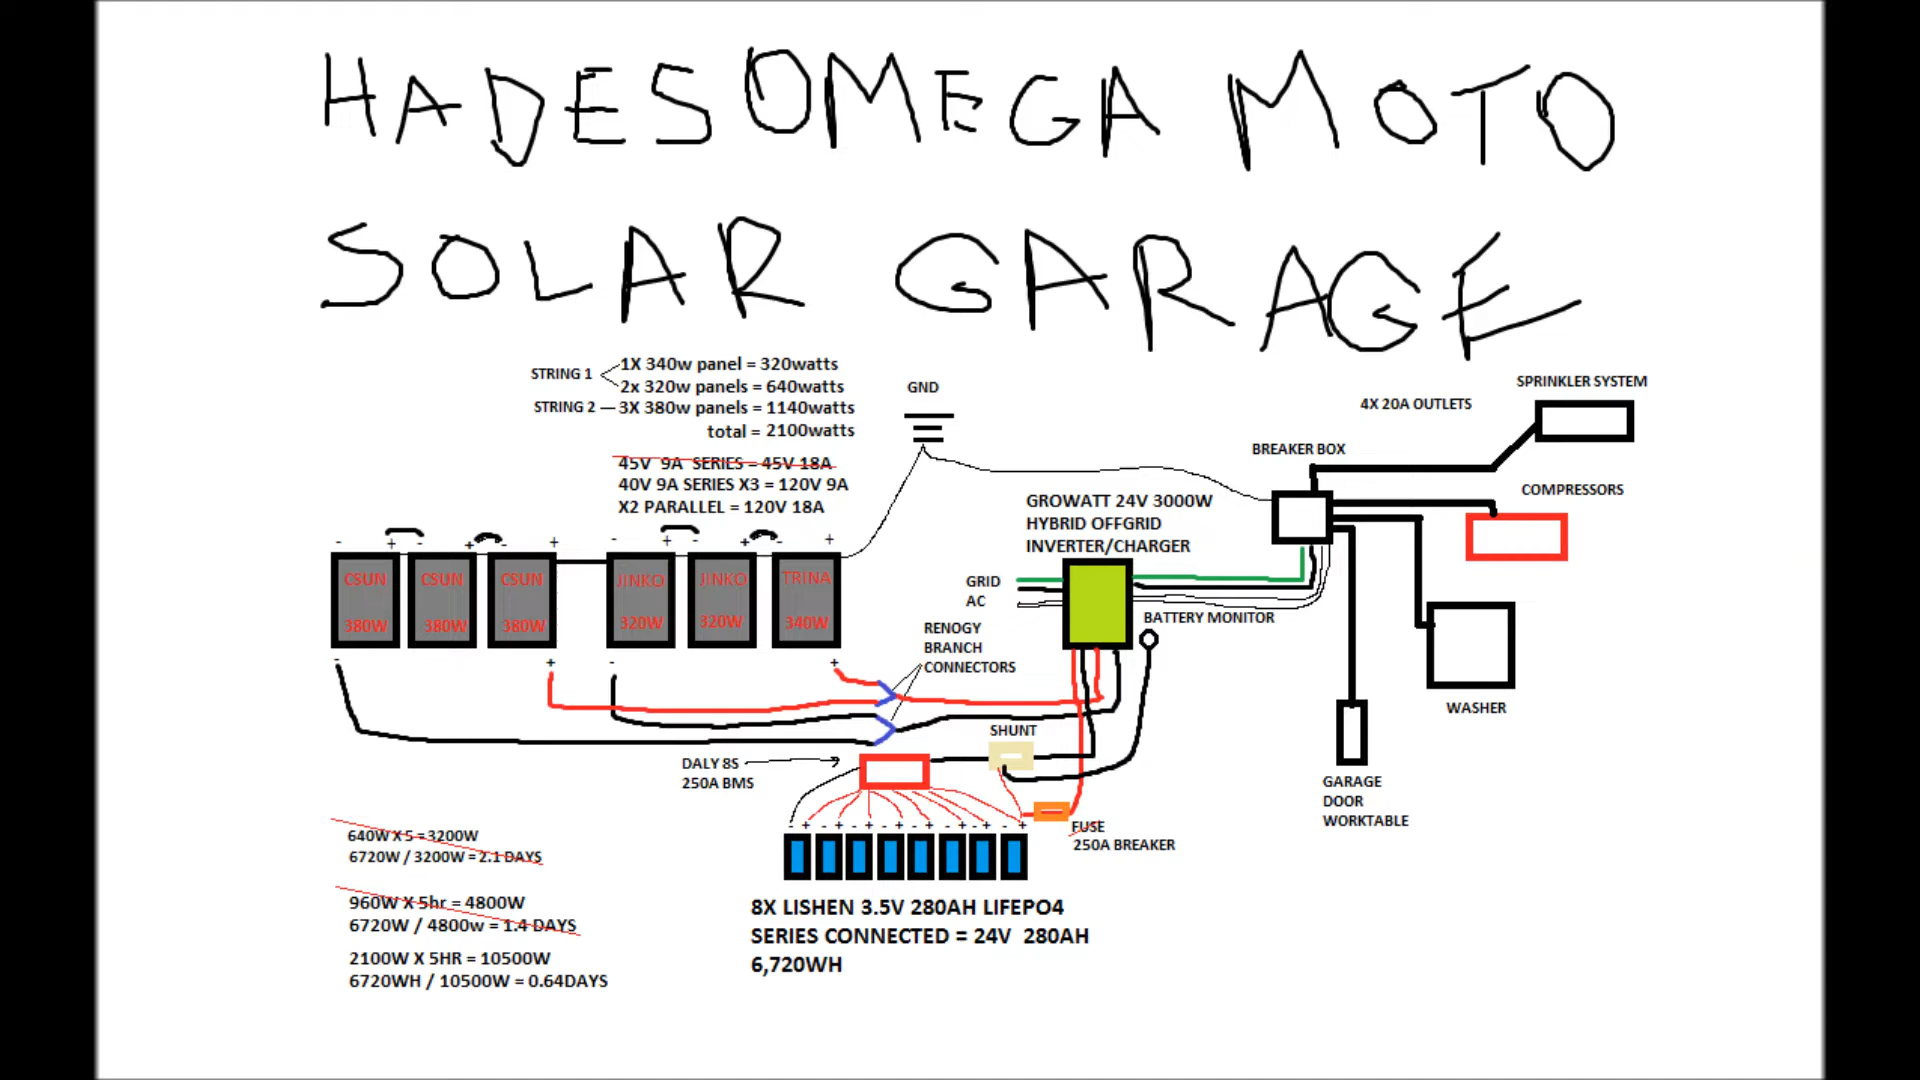 HADESOMEGA MOTO
SOLAR GARAGE
STRING 1
1X 340w panel = 320watts
2x 320w panels = 640watts
STRING 2 — 3X 380w panels = 1140watts
total = 2100watts
45V 9A SERIES = 45V 18A
40V 9A SERIES X3 = 120V 9A
X2 PARALLEL = 120V 18A
GND
SPRINKLER SYSTEM
4X 20A OUTLETS
BREAKER BOX
COMPRESSORS
GROWATT 24V 3000W
HYBRID OFFGRID
INVERTER/CHARGER
- + - + - + - + - + - +
CSUN CSUN CSUN JINKO JINKO TRINA
380W 380W 380W 320W 320W 340W
- + - +
GRID
AC
BATTERY MONITOR
RENOGY
BRANCH
CONNECTORS
WASHER
SHUNT
DALY 8S
250A BMS
GARAGE
DOOR
WORKTABLE
- + - + - + - + - + - + - + - +
FUSE
250A BREAKER
640W X 5 = 3200W
6720W / 3200W = 2.1 DAYS
960W X 5hr = 4800W
6720W / 4800w = 1.4 DAYS
2100W X 5HR = 10500W
6720WH / 10500W = 0.64DAYS
8X LISHEN 3.5V 280AH LIFEPO4
SERIES CONNECTED = 24V 280AH
6,720WH